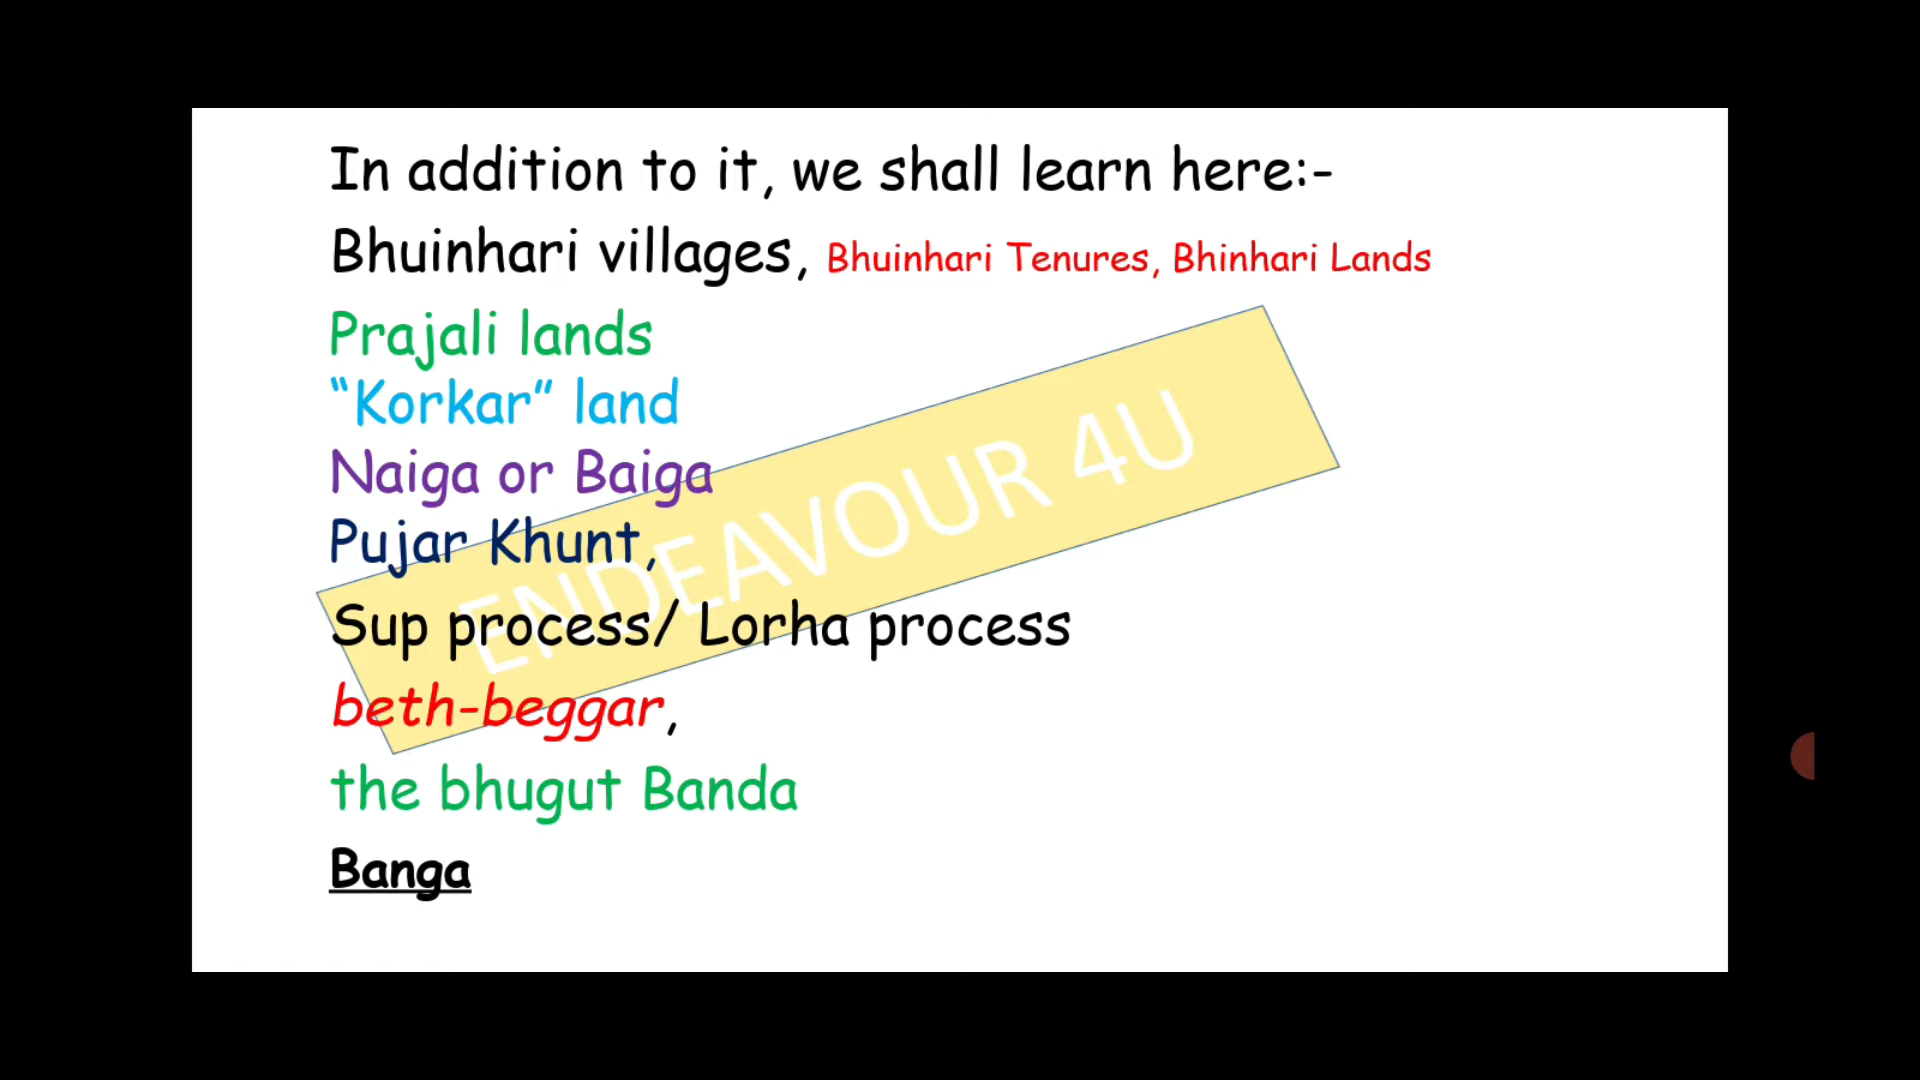 In addition to it, we shall learn here:-
Bhuinhari villages, Bhuinhari Tenures, Bhinhari Lands
Prajali lands
“Korkar” land
Naiga or Baiga
Pujar Khunt,
Sup process/ Lorha process
beth-beggar,
the bhugut Banda
Banga
ENDEAVOUR 4U